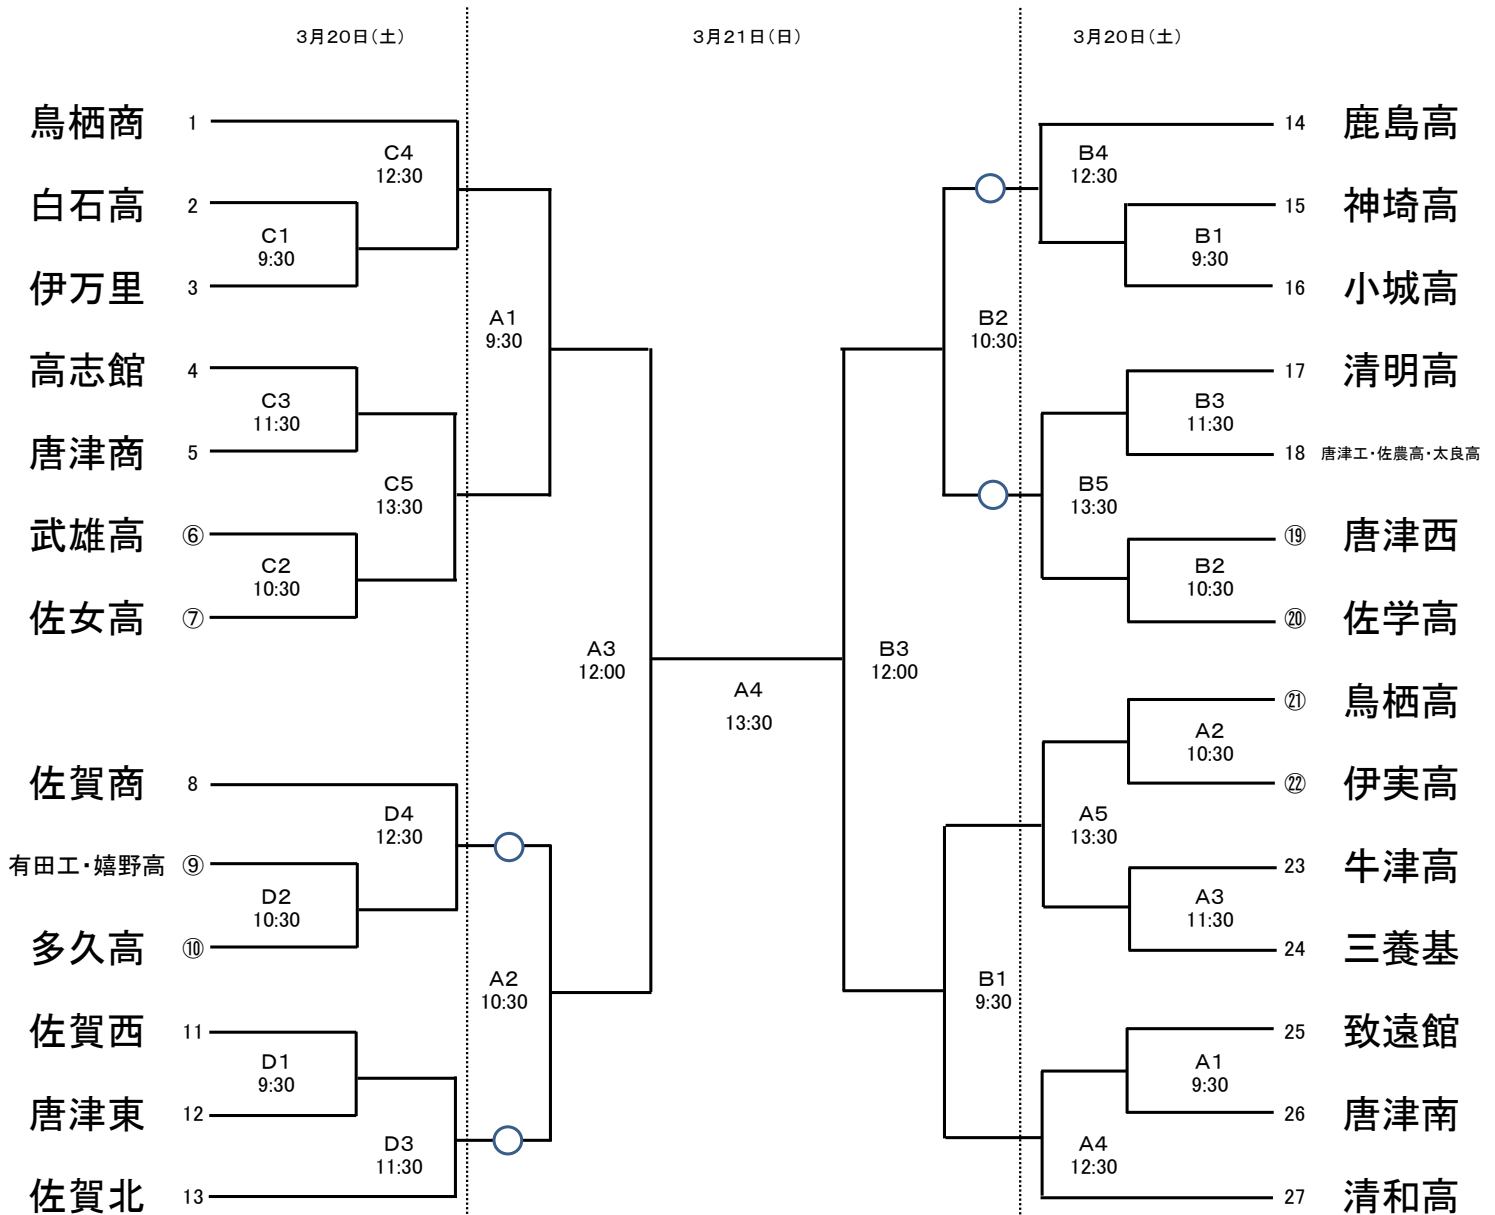 3月20日(土)
3月21日(日)
3月20日(土)
鳥栖商 1
C4
12:30
白石高 2
C1
9:30
伊万里 3
A1
9:30
高志館 4
C3
11:30
唐津商 5
C5
13:30
武雄高 ⑥
C2
10:30
佐女高 ⑦
A3
12:00
佐賀商 8
D4
12:30
有田工・嬉野高 ⑨
D2
10:30
多久高 ⑩
A2
10:30
佐賀西 11
D1
9:30
唐津東 12
D3
11:30
佐賀北 13
A4
13:30
14 鹿島高
B4
12:30
15 神埼高
B1
9:30
16 小城高
B2
10:30
17 清明高
B3
11:30
18 唐津工・佐農高・太良高
B5
13:30
⑲ 唐津西
B2
10:30
⑳ 佐学高
B3
12:00
㉑ 鳥栖高
A2
10:30
㉒ 伊実高
A5
13:30
23 牛津高
A3
11:30
24 三養基
B1
9:30
25 致遠館
A1
9:30
26 唐津南
A4
12:30
27 清和高